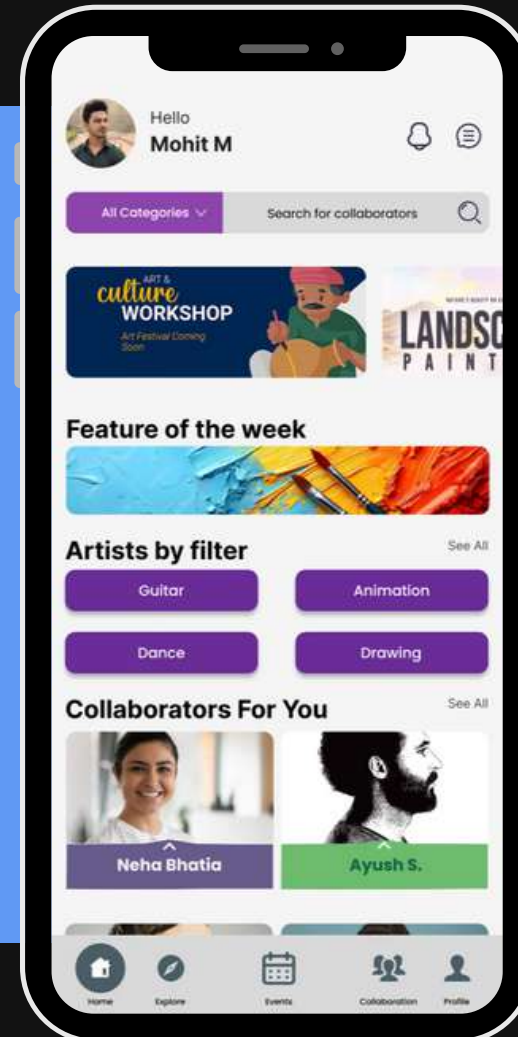 Hello
Mohit M
All Categories
Search for collaborators
ART &
culture
WORKSHOP
Art Festival Coming
Soon
LANDSC
PAINT
Feature of the week
Artists by filter
See All
Guitar
Animation
Dance
Drawing
Collaborators For You
See All
Neha Bhatia
Ayush S.
Home
Explore
Events
Collaboration
Profile